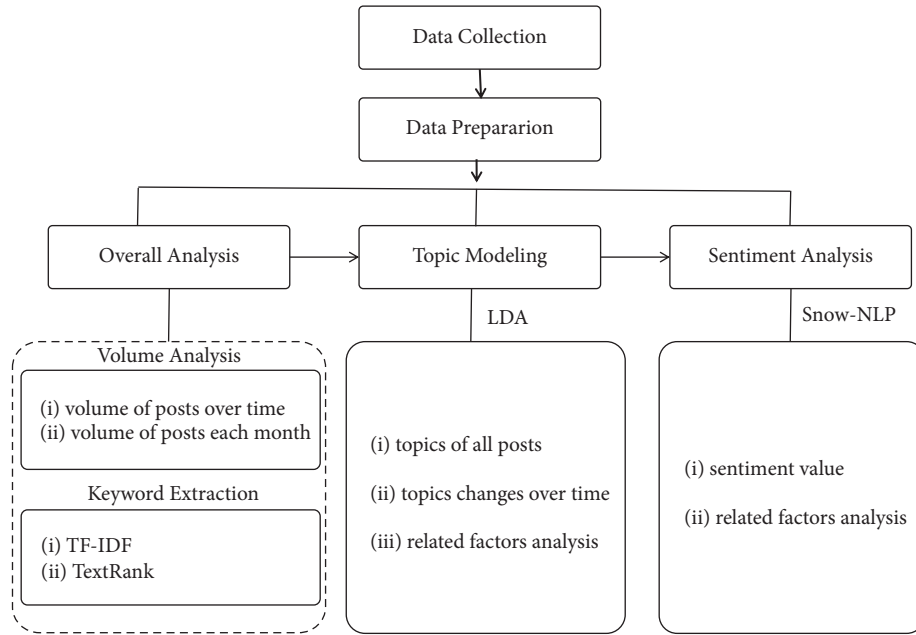 Data Collection
Data Prepararion
Overall Analysis
Topic Modeling
Sentiment Analysis
LDA
Snow-NLP
Volume Analysis
(i) volume of posts over time
(ii) volume of posts each month
Keyword Extraction
(i) TF-IDF
(ii) TextRank
(i) topics of all posts
(ii) topics changes over time
(iii) related factors analysis
(i) sentiment value
(ii) related factors analysis